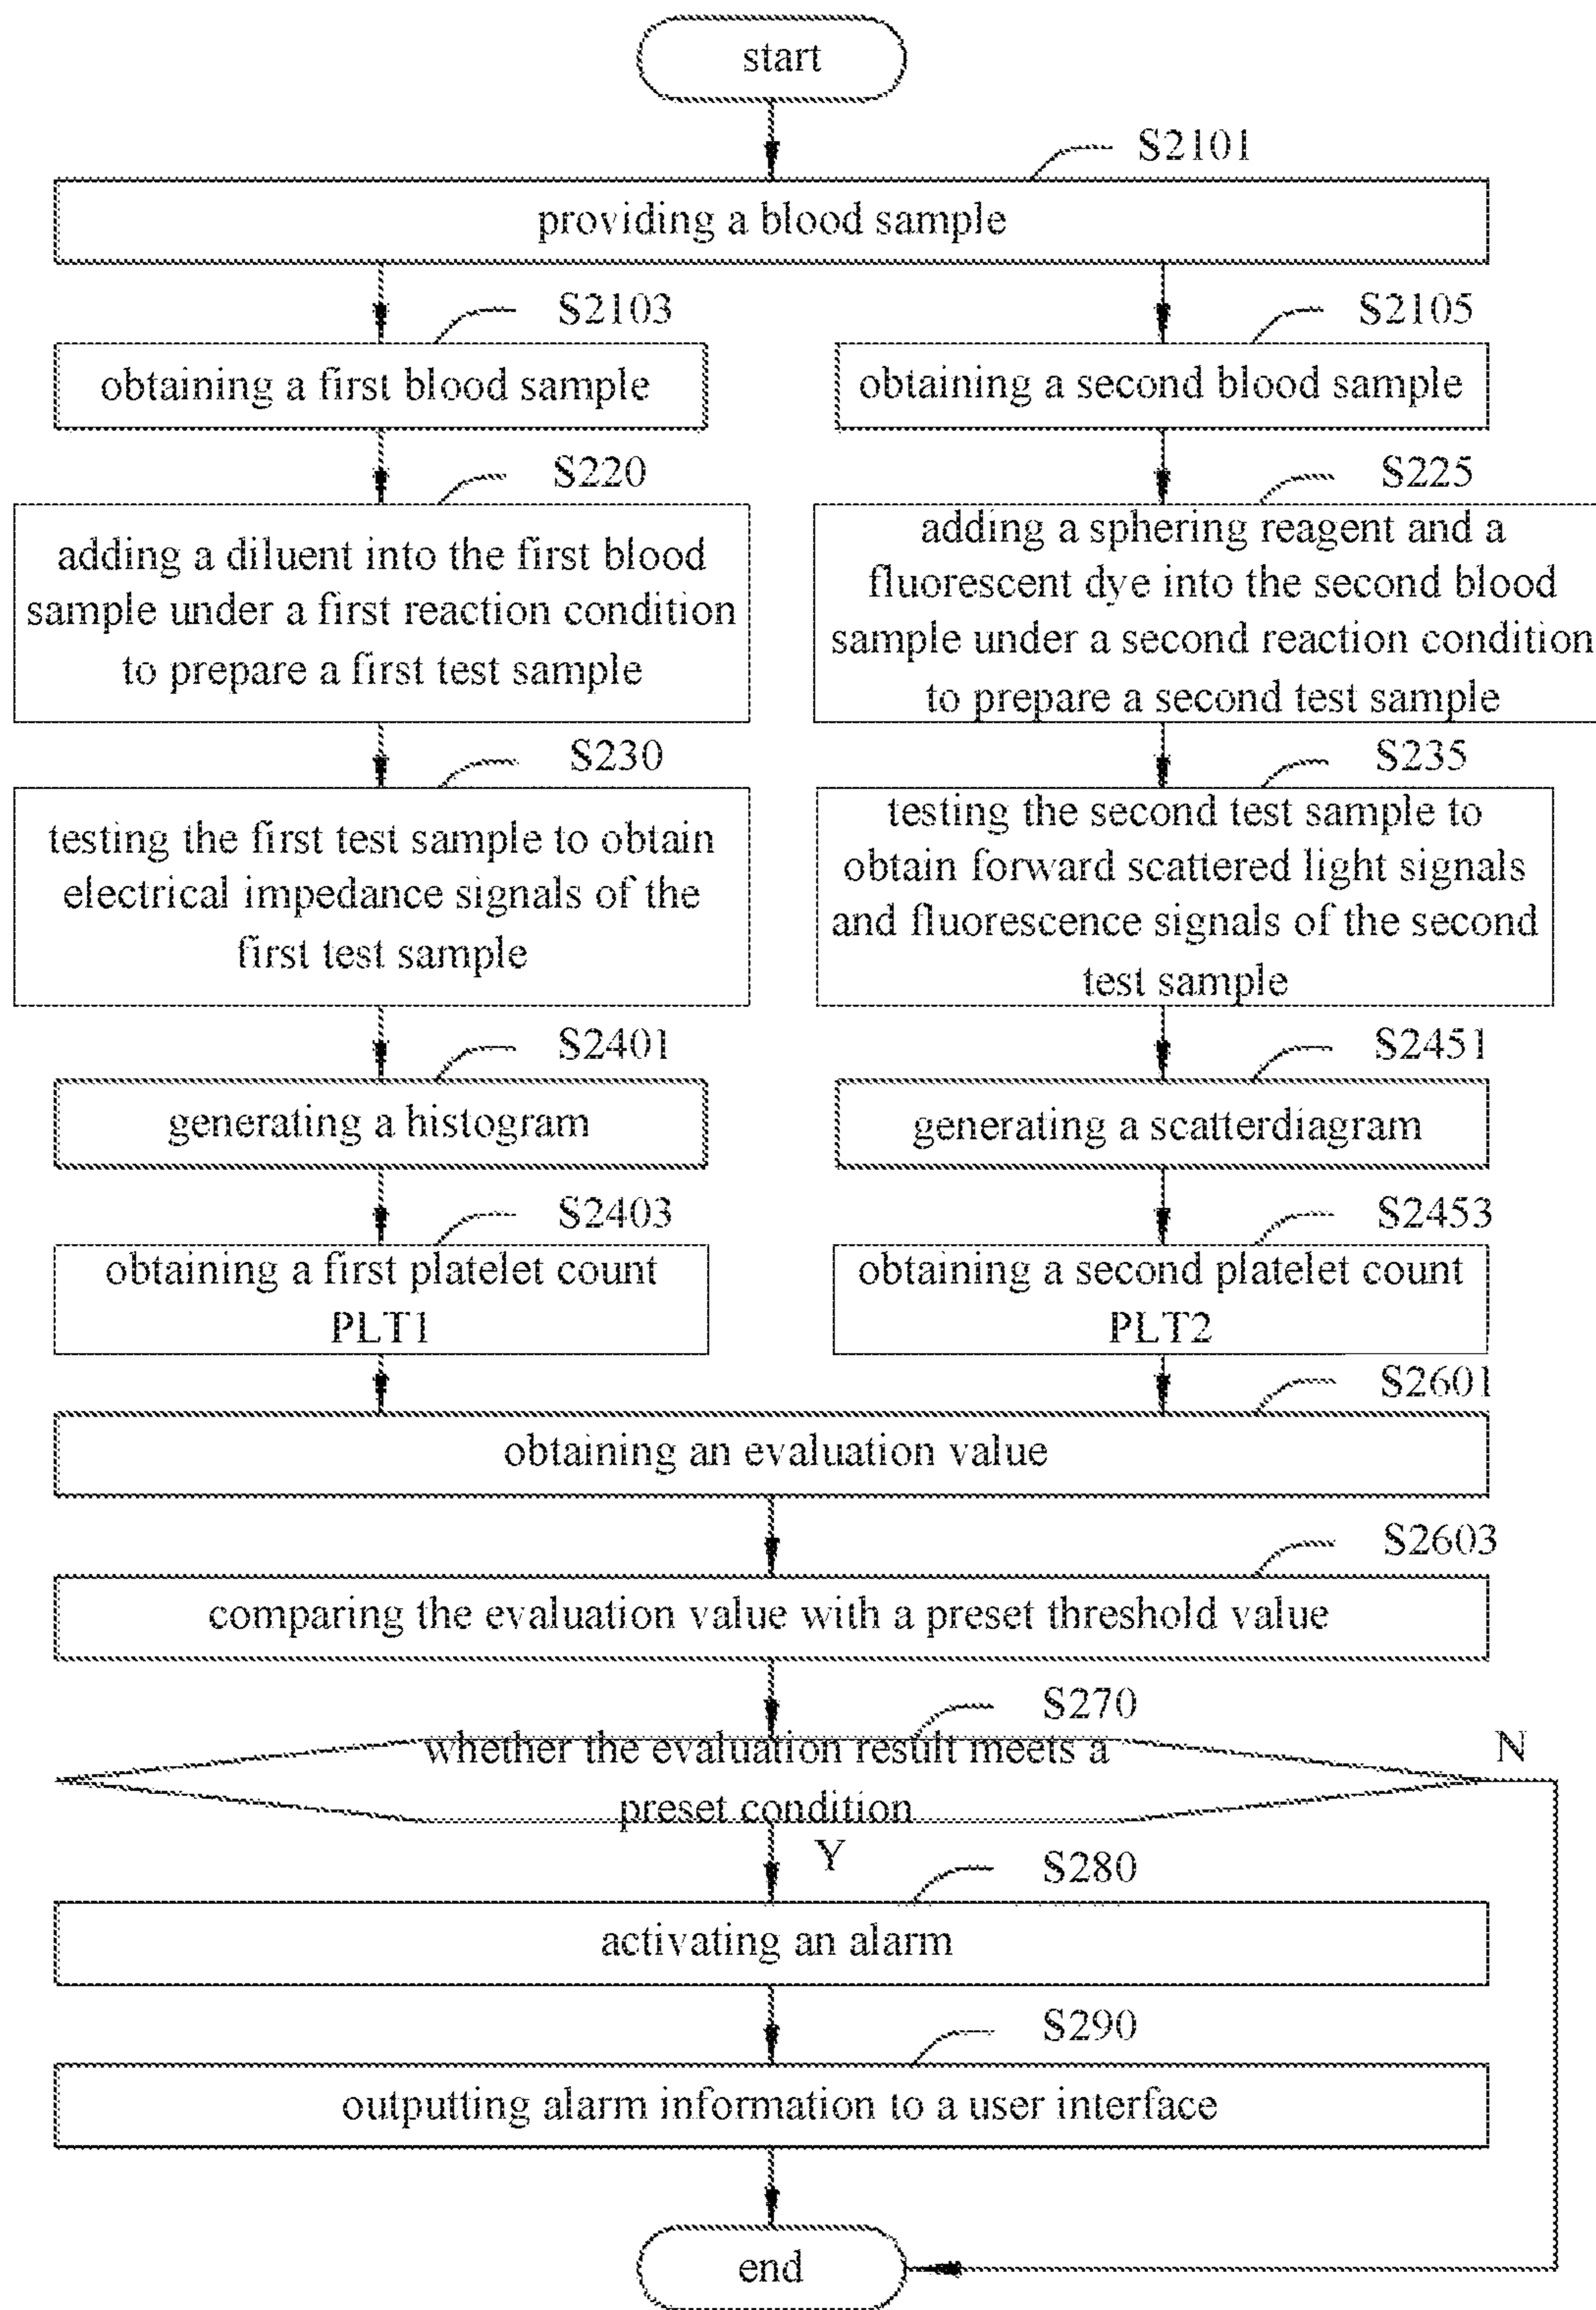 start
S2101
providing a blood sample
S2103
S2105
obtaining a first blood sample
obtaining a second blood sample
S220
S225
adding a diluent into the first blood
sample under a first reaction condition
to prepare a first test sample
adding a sphering reagent and a
fluorescent dye into the second blood
sample under a second reaction condition
to prepare a second test sample
S230
S235
testing the first test sample to obtain
electrical impedance signals of the
first test sample
testing the second test sample to
obtain forward scattered light signals
and fluorescence signals of the second
test sample
S2401
S2451
generating a histogram
generating a scatterdiagram
S2403
S2453
obtaining a first platelet count
PLT1
obtaining a second platelet count
PLT2
S2601
obtaining an evaluation value
S2603
comparing the evaluation value with a preset threshold value
S270
whether the evaluation result meets a
preset condition
N
Y
S280
activating an alarm
S290
outputting alarm information to a user interface
end